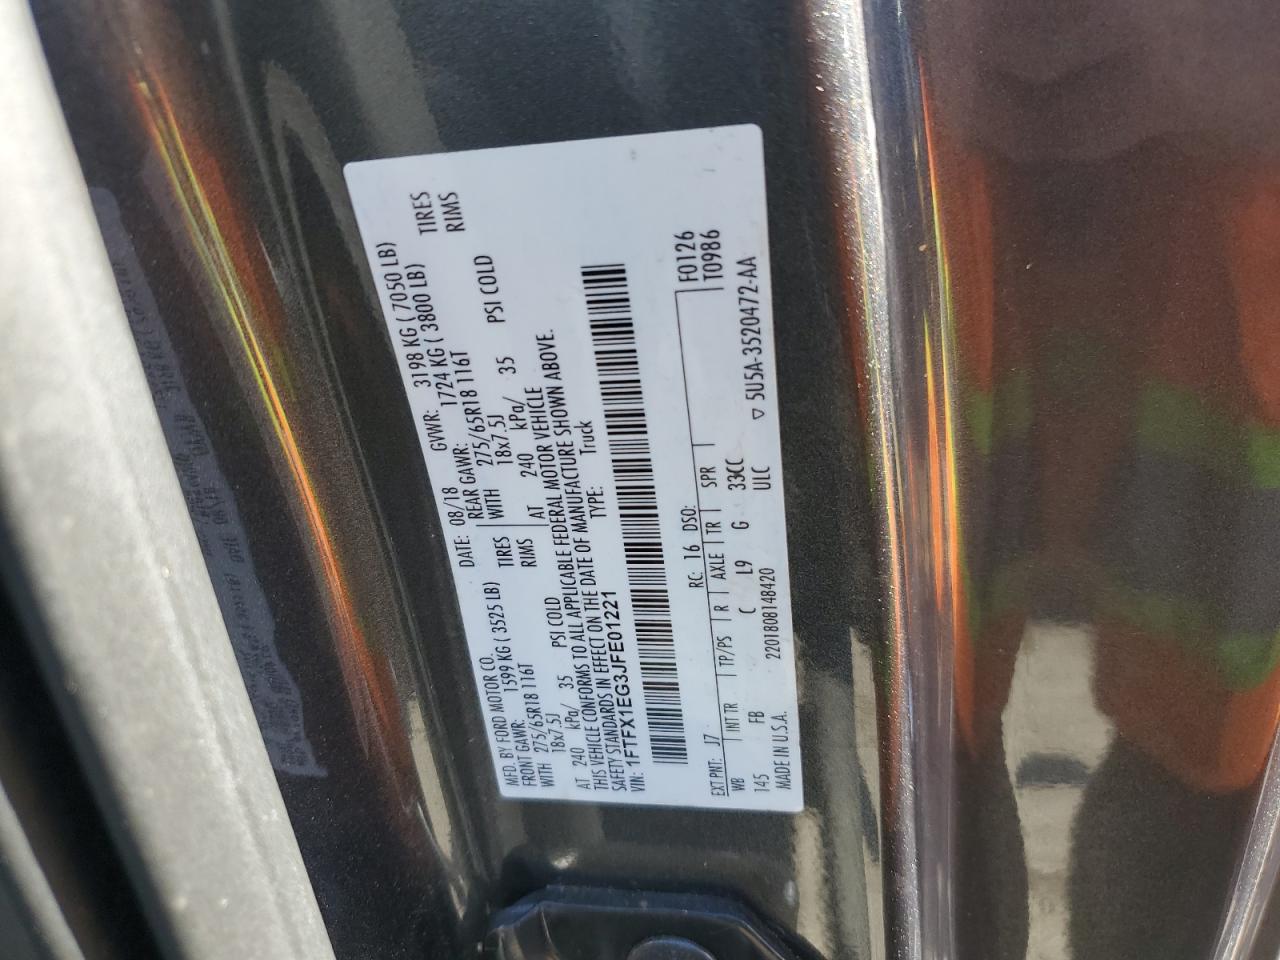 MFD. BY FORD MOTOR CO. DATE: 08/18 GVWR: 3198 KG ( 7050 LB)
FRONT GAWR: 1599 KG ( 3525 LB) REAR GAWR: 1724 KG ( 3800 LB)
WITH 275/65R18 116T TIRES WITH 275/65R18 116T TIRES
18x7.5J RIMS 18x7.5J RIMS
AT 240 kPa/ 35 PSI COLD AT 240 kPa/ 35 PSI COLD
THIS VEHICLE CONFORMS TO ALL APPLICABLE FEDERAL MOTOR VEHICLE
SAFETY STANDARDS IN EFFECT ON THE DATE OF MANUFACTURE SHOWN ABOVE.
VIN: 1FTFX1EG3JFE01221 TYPE: Truck
F0126
T0986
EXT PNT: J7 RC: 16 DSO:
WB INT TR TP/PS R AXLE TR SPR
145 FB C L9 G 33CC
ULC
MADE IN U.S.A. 2201808148420 ▽ 5U5A-3520472-AA